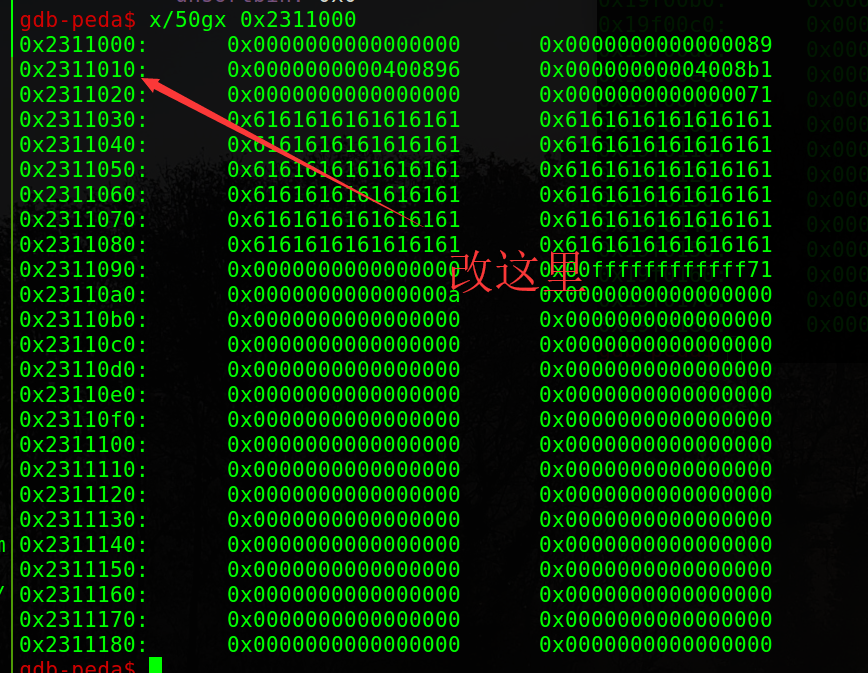 gdb-peda$ x/50gx 0x2311000
0x2311000: 0x0000000000000000 0x0000000000000089
0x2311010: 0x0000000000400896 0x00000000004008b1
0x2311020: 0x0000000000000000 0x0000000000000071
0x2311030: 0x6161616161616161 0x6161616161616161
0x2311040: 0x6161616161616161 0x6161616161616161
0x2311050: 0x6161616161616161 0x6161616161616161
0x2311060: 0x6161616161616161 0x6161616161616161
0x2311070: 0x6161616161616161 0x6161616161616161
0x2311080: 0x6161616161616161 0x6161616161616161
改这里
0x2311090: 0x0000000000000000 0x00ffffffffffff71
0x23110a0: 0x000000000000000a 0x0000000000000000
0x23110b0: 0x0000000000000000 0x0000000000000000
0x23110c0: 0x0000000000000000 0x0000000000000000
0x23110d0: 0x0000000000000000 0x0000000000000000
0x23110e0: 0x0000000000000000 0x0000000000000000
0x23110f0: 0x0000000000000000 0x0000000000000000
0x2311100: 0x0000000000000000 0x0000000000000000
0x2311110: 0x0000000000000000 0x0000000000000000
0x2311120: 0x0000000000000000 0x0000000000000000
0x2311130: 0x0000000000000000 0x0000000000000000
0x2311140: 0x0000000000000000 0x0000000000000000
0x2311150: 0x0000000000000000 0x0000000000000000
0x2311160: 0x0000000000000000 0x0000000000000000
0x2311170: 0x0000000000000000 0x0000000000000000
0x2311180: 0x0000000000000000 0x0000000000000000
gdb-peda$